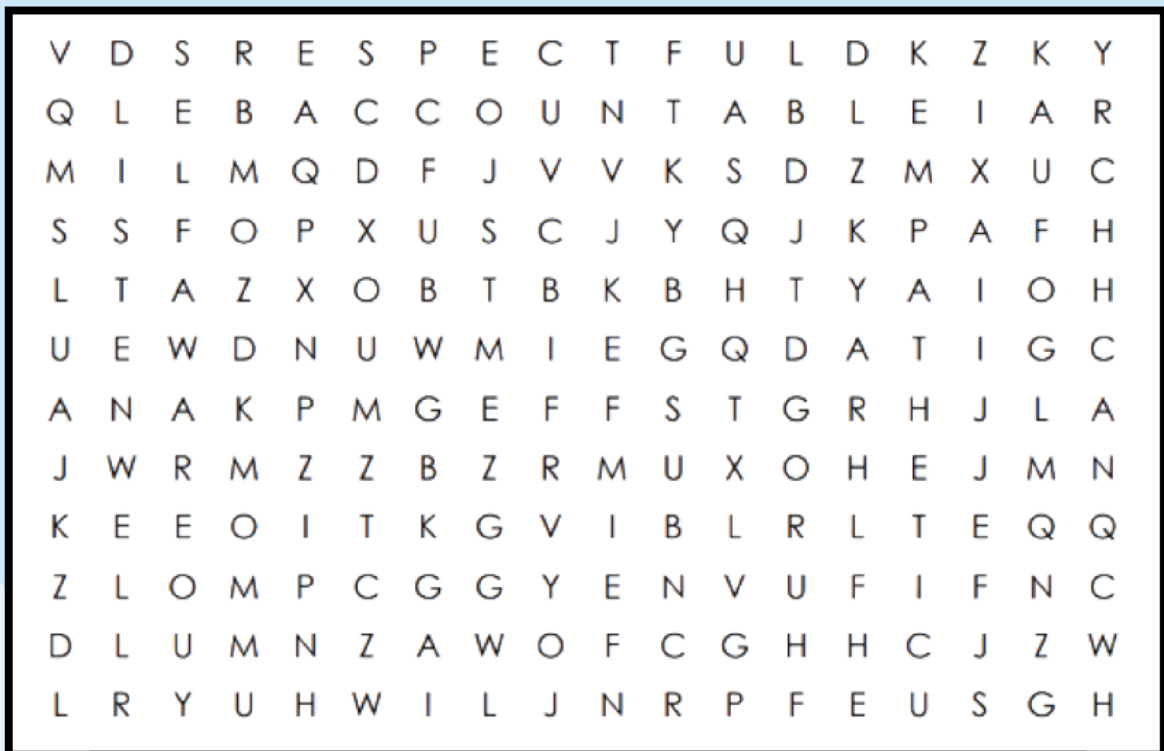 V D S R E S P E C T F U L D K Z K Y
Q L E B A C C O U N T A B L E I A R
M I L M Q D F J V V K S D Z M X U C
S S F O P X U S C J Y Q J K P A F H
L T A Z X O B T B K B H T Y A I O H
U E W D N U W M I E G Q D A T I G C
A N A K P M G E F F S T G R H J L A
J W R M Z Z B Z R M U X O H E J M N
K E E O I T K G V I B L R L T E Q Q
Z L O M P C G G Y E N V U F I F N C
D L U M N Z A W O F C G H H C J Z W
L R Y U H W I L J N R P F E U S G H